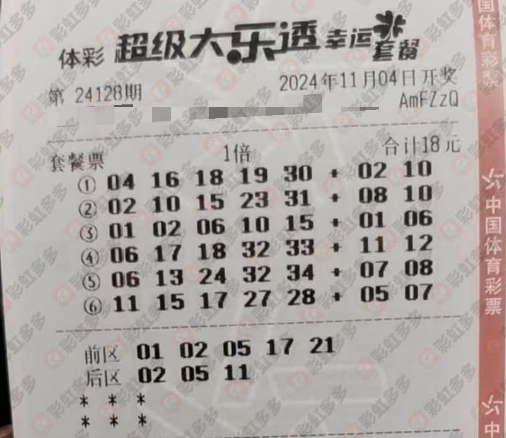 体彩 超级大乐透 幸运套餐
第 24128期 2024年11月04日开奖
AmFZzQ
套餐票 1倍 合计18元
① 04 16 18 19 30 + 02 10
② 02 10 15 23 31 + 08 10
③ 01 02 06 10 15 + 01 06
④ 06 17 18 32 33 + 11 12
⑤ 06 13 24 32 34 + 07 08
⑥ 11 15 17 27 28 + 05 07
前区 01 02 05 17 21
后区 02 05 11
* * *
* * *
国体育彩票
中国体育彩票
中
彩虹多多